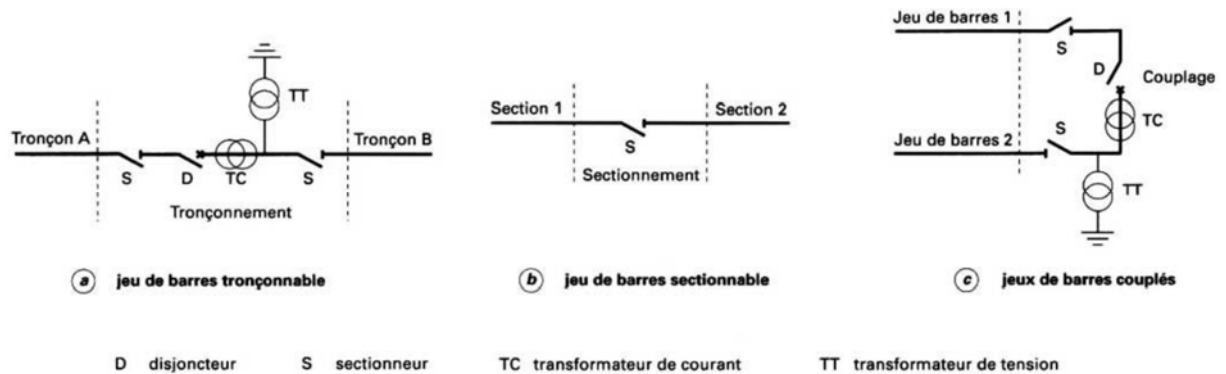 TT
Tronçon A
Tronçon B
S
D
TC
S
Tronçonnement
a jeu de barres tronçonnable
Section 1
Section 2
S
Sectionnement
b jeu de barres sectionnable
Jeu de barres 1
S
D
Couplage
TC
Jeu de barres 2
S
TT
c jeux de barres couplés
D disjoncteur S sectionneur TC transformateur de courant TT transformateur de tension